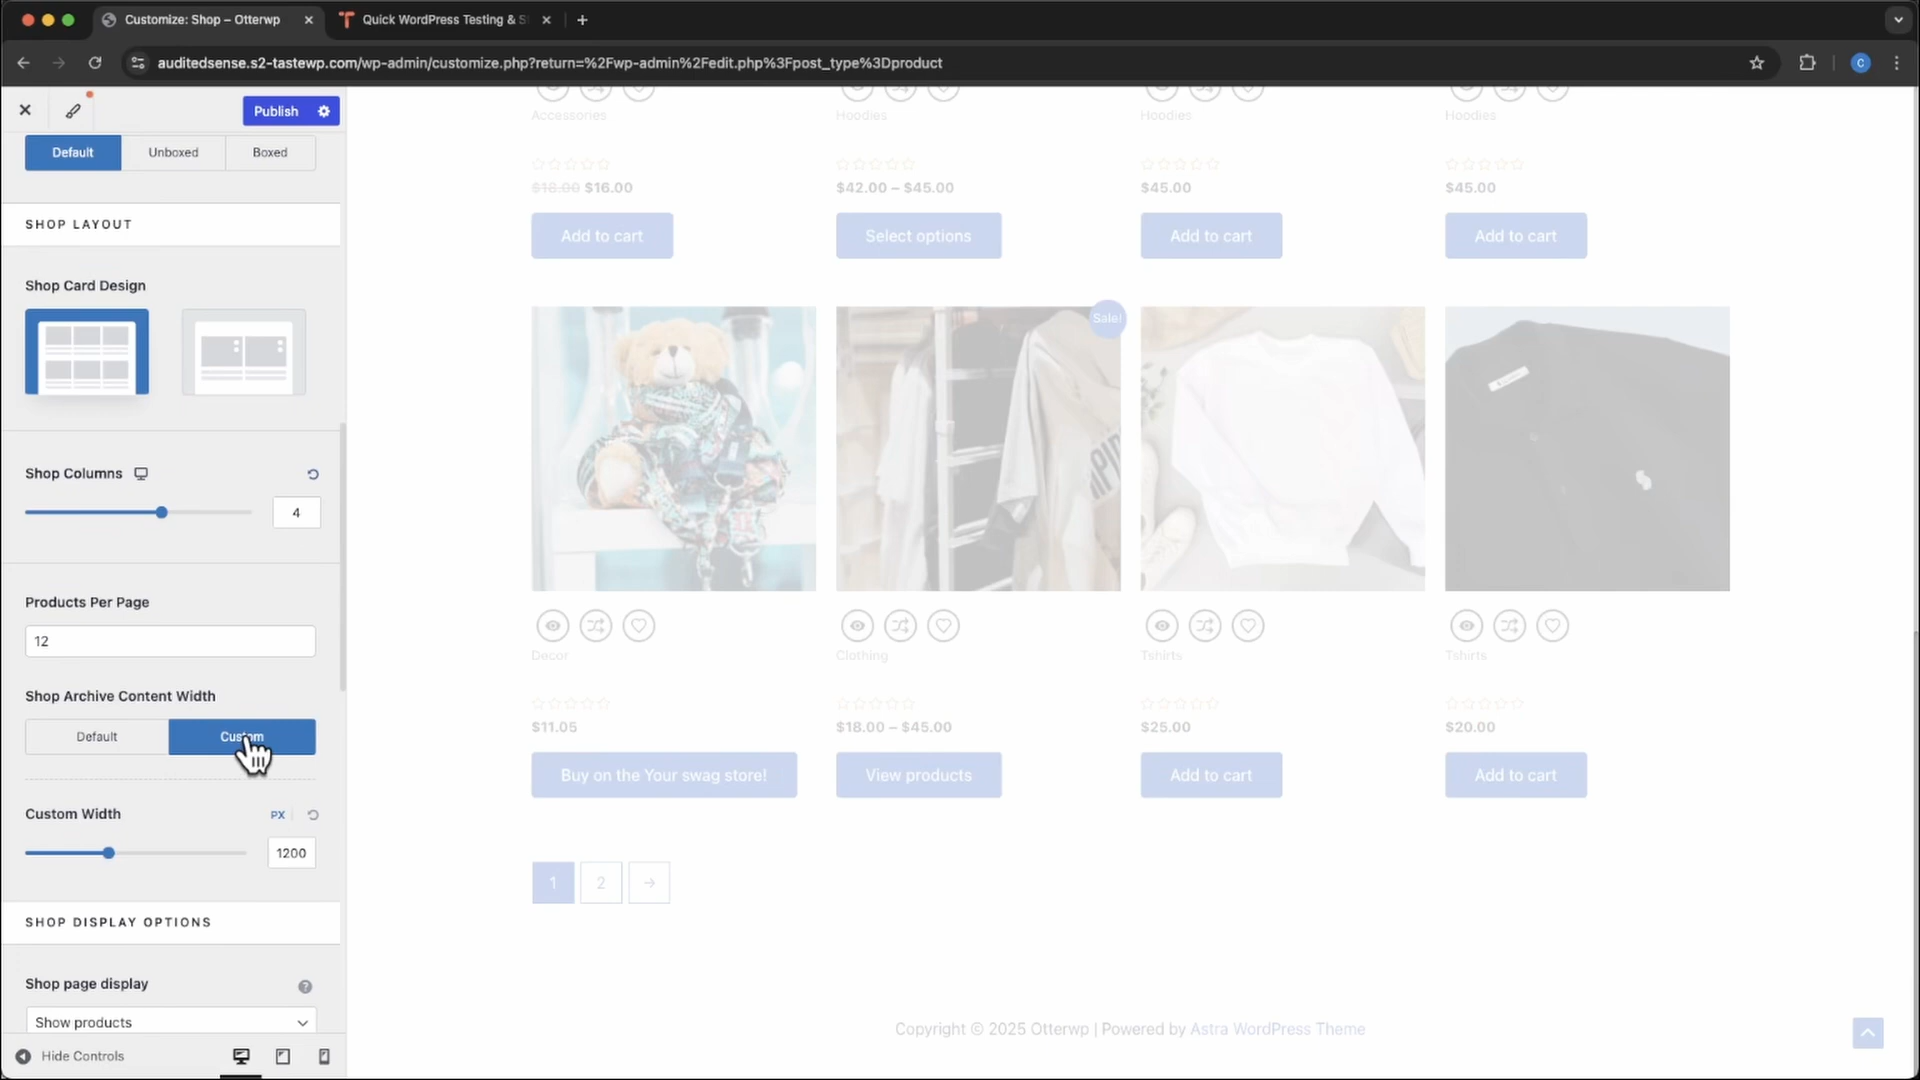 Customize: Shop – Otterwp
Quick WordPress Testing & S
auditedsense.s2-tastewp.com/wp-admin/customize.php?return=%2Fwp-admin%2Fedit.php%3Fpost_type%3Dproduct
C
Publish
Default Unboxed Boxed
SHOP LAYOUT
Shop Card Design
Shop Columns
4
Products Per Page
12
Shop Archive Content Width
Default Custom
Custom Width PX
1200
SHOP DISPLAY OPTIONS
Shop page display
Show products
Hide Controls
Accessories Hoodies Hoodies Hoodies
$18.00 $16.00 $42.00 – $45.00 $45.00 $45.00
Add to cart Select options Add to cart Add to cart
Sale!
Decor Clothing Tshirts Tshirts
$11.05 $18.00 – $45.00 $25.00 $20.00
Buy on the Your swag store! View products Add to cart Add to cart
1 2 →
Copyright © 2025 Otterwp | Powered by Astra WordPress Theme